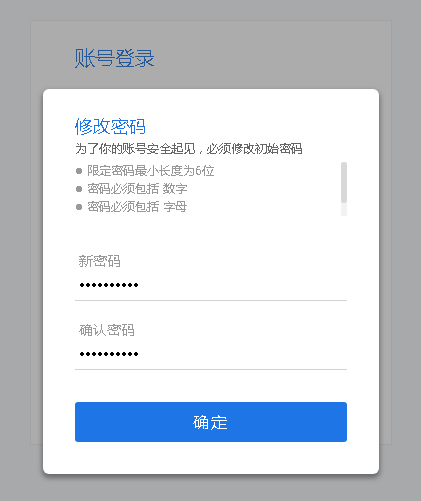 账号登录
修改密码
为了你的账号安全起见，必须修改初始密码
限定密码最小长度为6位
密码必须包括 数字
密码必须包括 字母
新密码
••••••••••
确认密码
••••••••••
确定